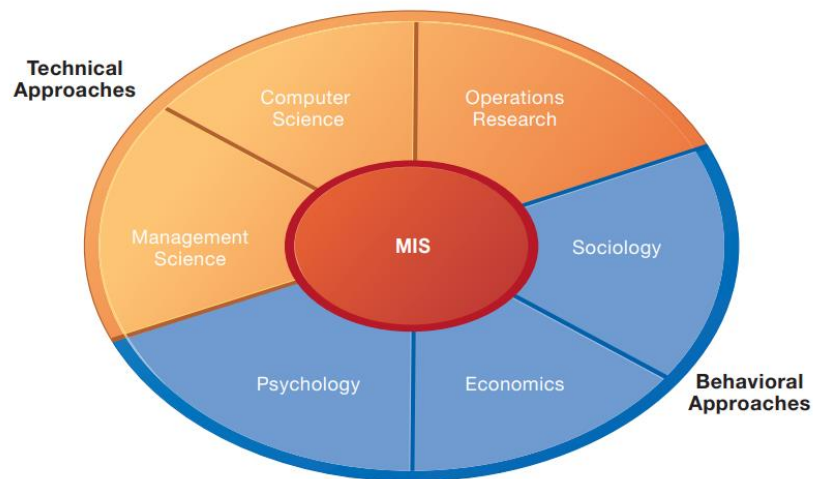 Technical
Approaches
Computer
Science
Operations
Research
Management
Science
MIS
Sociology
Psychology
Economics
Behavioral
Approaches